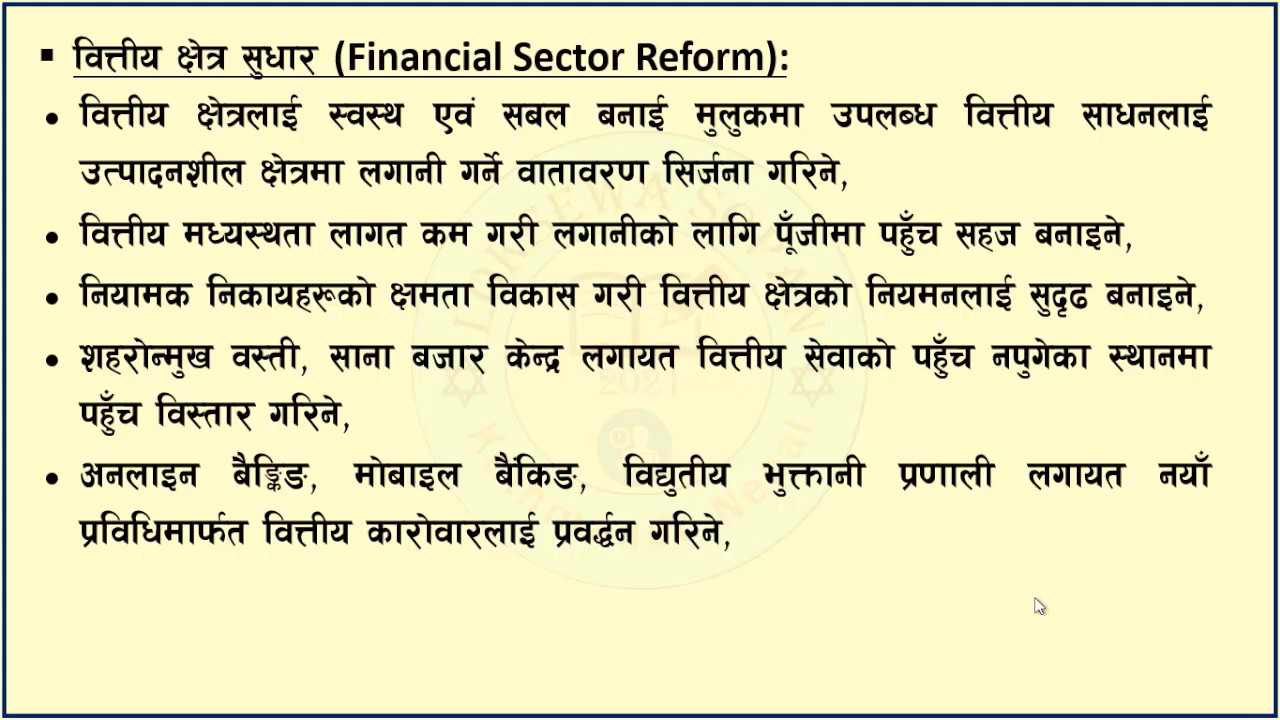 ▪ वित्तीय क्षेत्र सुधार (Financial Sector Reform):
• वित्तीय क्षेत्रलाई स्वस्थ एवं सबल बनाई मुलुकमा उपलब्ध वित्तीय साधनलाई
उत्पादनशील क्षेत्रमा लगानी गर्ने वातावरण सिर्जना गरिने,
• वित्तीय मध्यस्थता लागत कम गरी लगानीको लागि पूँजीमा पहुँच सहज बनाइने,
• नियामक निकायहरूको क्षमता विकास गरी वित्तीय क्षेत्रको नियमनलाई सुदृढ बनाइने,
• शहरोन्मुख वस्ती, साना बजार केन्द्र लगायत वित्तीय सेवाको पहुँच नपुगेका स्थानमा
पहुँच विस्तार गरिने,
• अनलाइन बैङ्किङ, मोबाइल बैंकिङ, विद्युतीय भुक्तानी प्रणाली लगायत नयाँ
प्रविधिमार्फत वित्तीय कारोवारलाई प्रवर्द्धन गरिने,
LOKSEWA SOPAN
2021